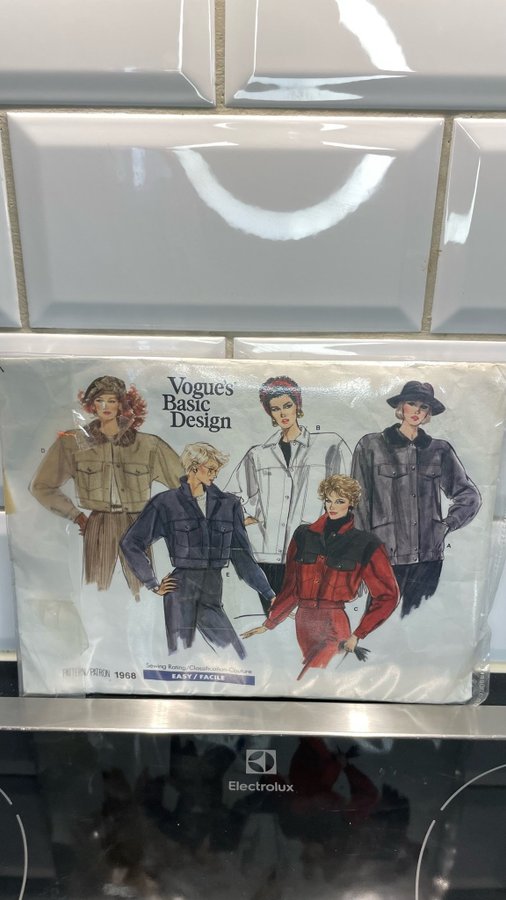 Vogue's
Basic
Design
D
B
A
E
C
Sewing Rating/Classification Couture
PATTERN/PATRON 1968
EASY/FACILE
Electrolux